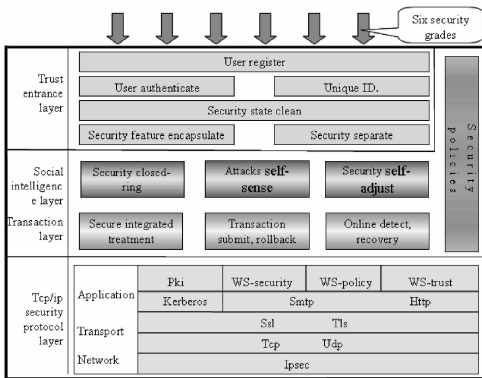 Six security
grades
Trust
entrance
layer
User register
User authenticate
Unique ID.
Security state clean
Security feature encapsulate
Security separate
Security policies
Social
intelligenc
e layer
Security closed-
ring
Attacks self-
sense
Security self-
adjust
Transaction
layer
Secure integrated
treatment
Transaction
submit, rollback
Online detect,
recovery
Tcp/ip
security
protocol
layer
Application
Pki
WS-security
WS-policy
WS-trust
Kerberos
Smtp
Http
Transport
Ssl
Tls
Tcp
Udp
Network
Ipsec